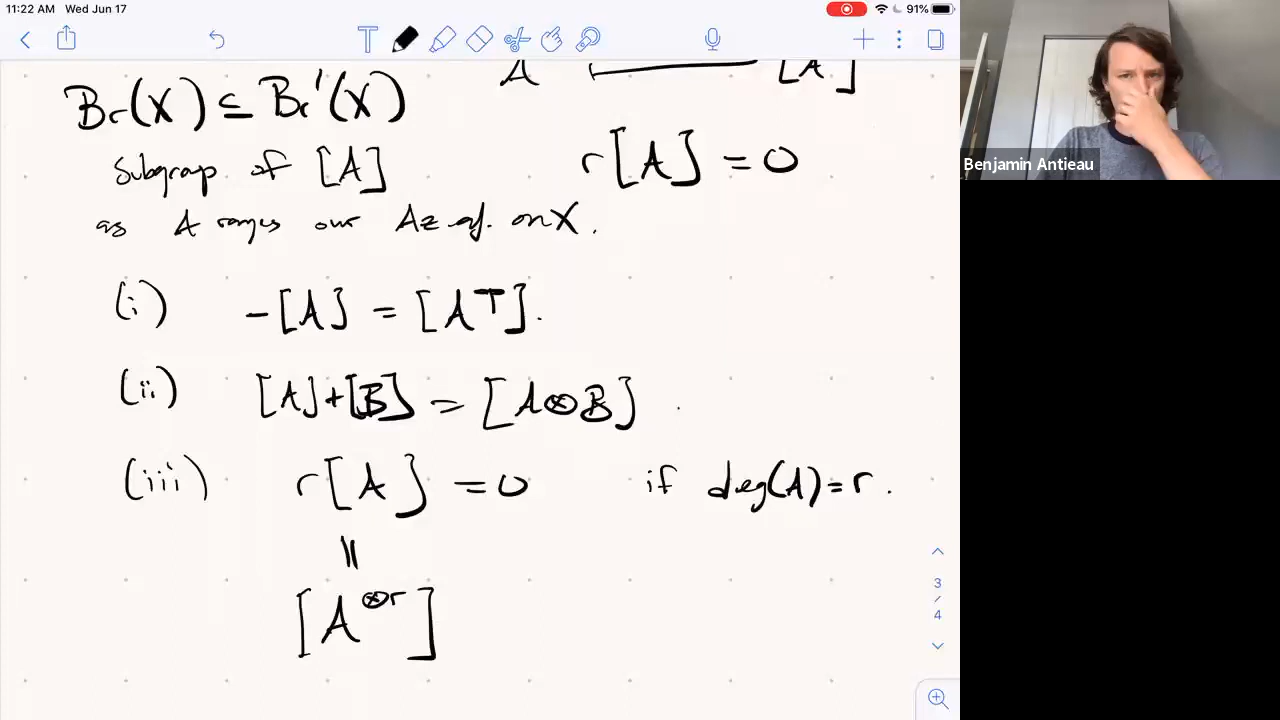 11:22 AM Wed Jun 17
91%
A [A]
Br(X) ⊆ Br'(X)
Subgroup of [A]
r[A] = 0
as A ranges over Az. alg. on X.
(i) -[A] = [A^T].
(ii) [A]+[B] = [A⊗B].
(iii) r[A] = 0 if deg(A) = r.
||
[A^{⊗r}]
3
/
4
Benjamin Antieau